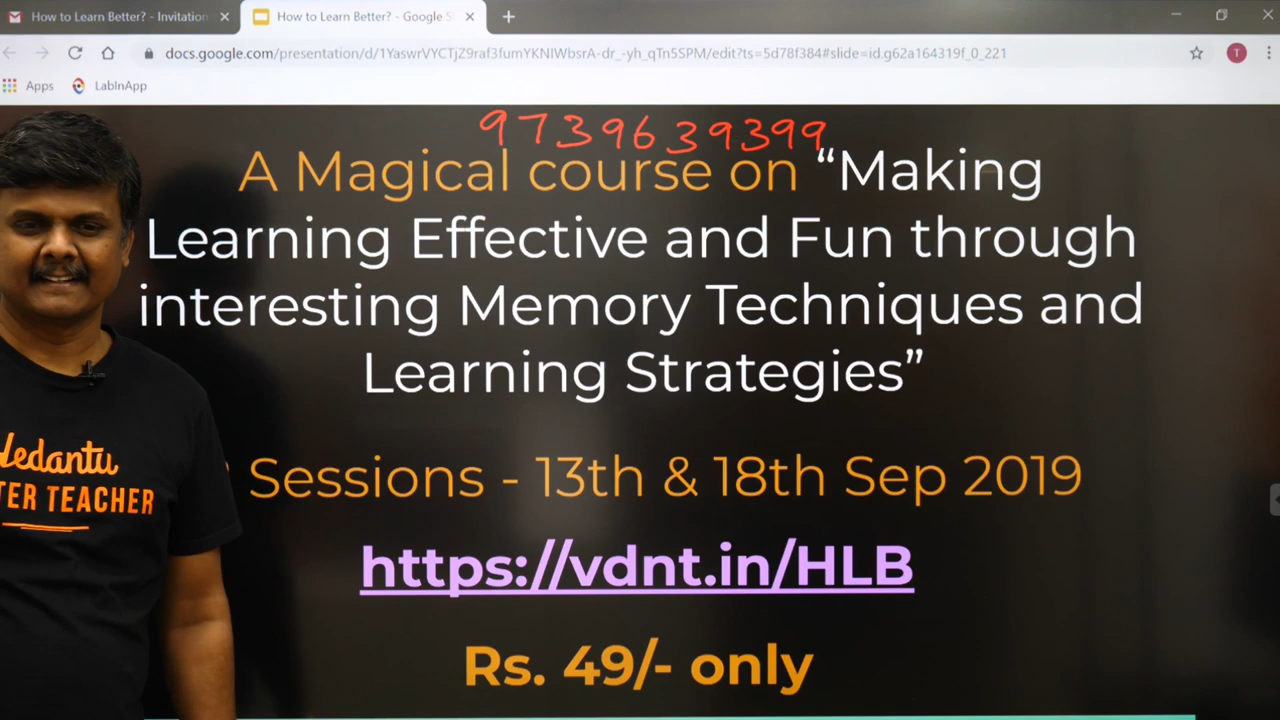 How to Learn Better? - Invitation
How to Learn Better? - Google S
docs.google.com/presentation/d/1YaswrVYCTjZ9raf3fumYKNIWbsrA-dr_-yh_qTn5SPM/edit?ts=5d78f384#slide=id.g62a164319f_0_221
T
Apps
LabInApp
9739639399
A Magical course on “Making
Learning Effective and Fun through
interesting Memory Techniques and
Learning Strategies”
Sessions - 13th & 18th Sep 2019
https://vdnt.in/HLB
Rs. 49/- only
Vedantu
TER TEACHER